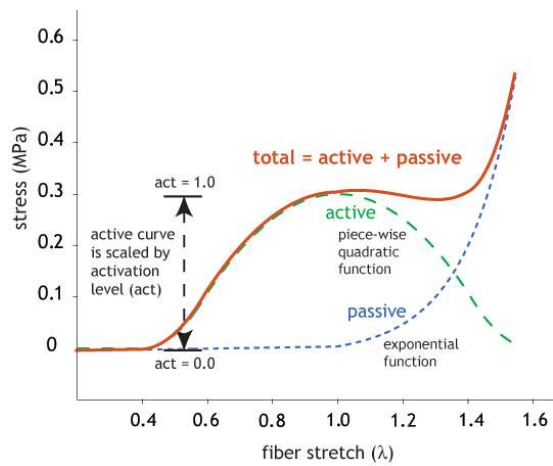 0.6
0.5
0.4
0.3
0.2
0.1
0
stress (MPa)
act = 1.0
active curve
is scaled by
activation
level (act)
act = 0.0
total = active + passive
active
piece-wise
quadratic
function
passive
exponential
function
0.4 0.6 0.8 1.0 1.2 1.4 1.6
fiber stretch (λ)